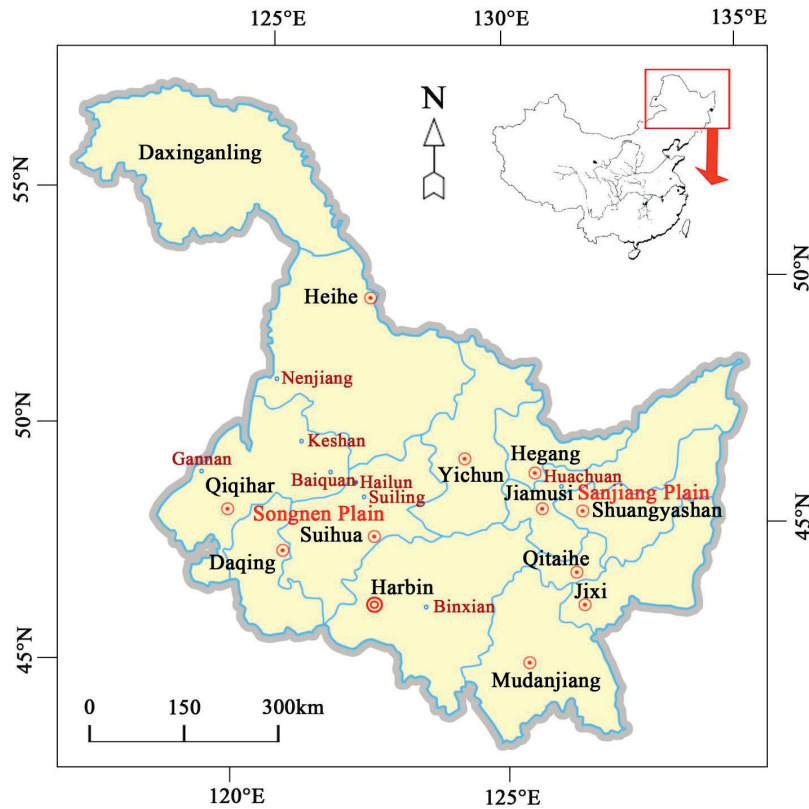 125°E
130°E
135°E
N
Daxinganling
55°N
50°N
Heihe
Nenjiang
50°N
Keshan
Hegang
Gannan
Yichun
Huachuan
Baiquan
Hailun
Qiqihar
Jiamusi
Sanjiang Plain
Suiling
Songnen Plain
Shuangyashan
45°N
Suihua
Daqing
Qitaihe
Harbin
Jixi
Binxian
45°N
Mudanjiang
0
150
300km
120°E
125°E